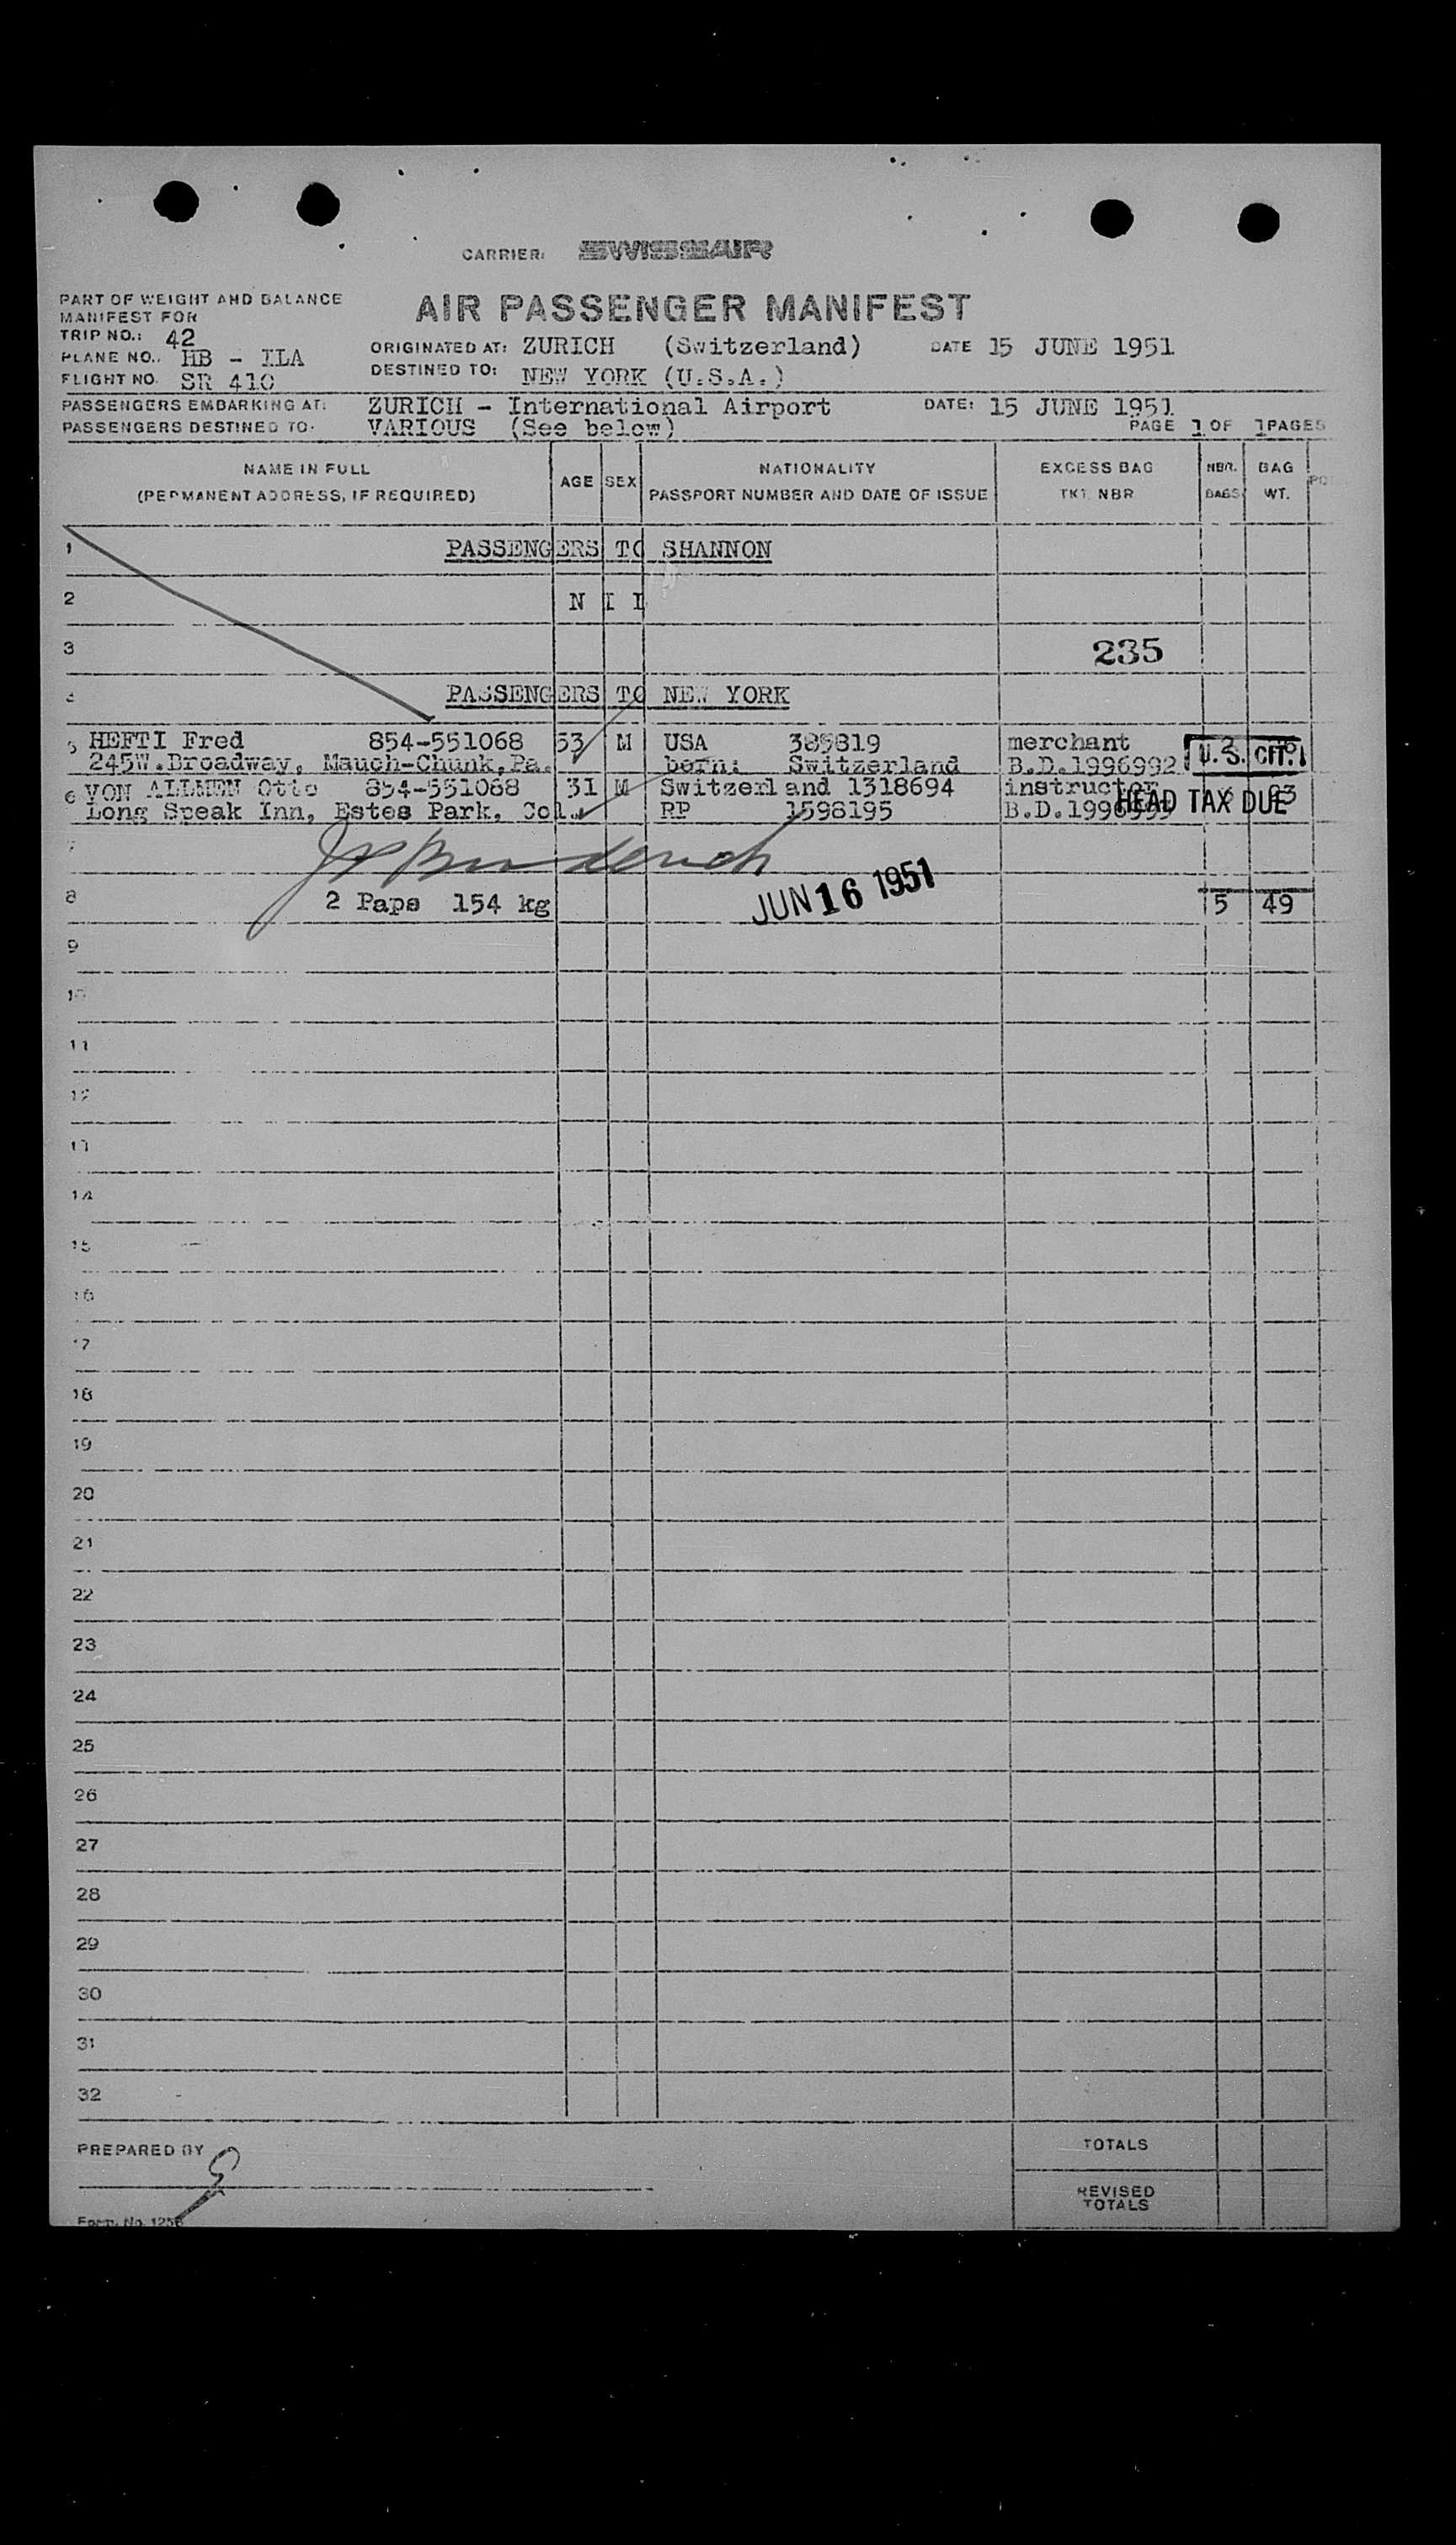 CARRIER: SWISSAIR
PART OF WEIGHT AND BALANCE
MANIFEST FOR
AIR PASSENGER MANIFEST
TRIP NO.: 42
PLANE NO. HB - ILA
FLIGHT NO. SR 410
ORIGINATED AT: ZURICH (Switzerland) DATE 15 JUNE 1951
DESTINED TO: NEW YORK (U.S.A.)
PASSENGERS EMBARKING AT: ZURICH - International Airport DATE: 15 JUNE 1951
PASSENGERS DESTINED TO: VARIOUS (See below) PAGE 1 OF 1 PAGES
NAME IN FULL AGE SEX NATIONALITY EXCESS BAG NBR. BAG
(PERMANENT ADDRESS, IF REQUIRED) PASSPORT NUMBER AND DATE OF ISSUE TKT. NBR BAGS WT.
1 PASSENGERS TO SHANNON
2 N I L
3 235
4 PASSENGERS TO NEW YORK
5 HEFTI Fred 854-551068 53 M USA 385819 merchant
245W.Broadway, Mauch-Chunk, Pa. born: Switzerland B.D.1996992 U.S. CIT.
6 VON ALLMEN Otto 854-551088 31 M Switzerland 1318694 instructor
Long Speak Inn, Estes Park, Col. RP 1598195 B.D. HEAD TAX DUE
7
8 2 Paps 154 kg JUN 16 1951 5 49
9
10
11
12
13
14
15
16
17
18
19
20
21
22
23
24
25
26
27
28
29
30
31
32
PREPARED BY TOTALS
REVISED
TOTALS
Form. No.